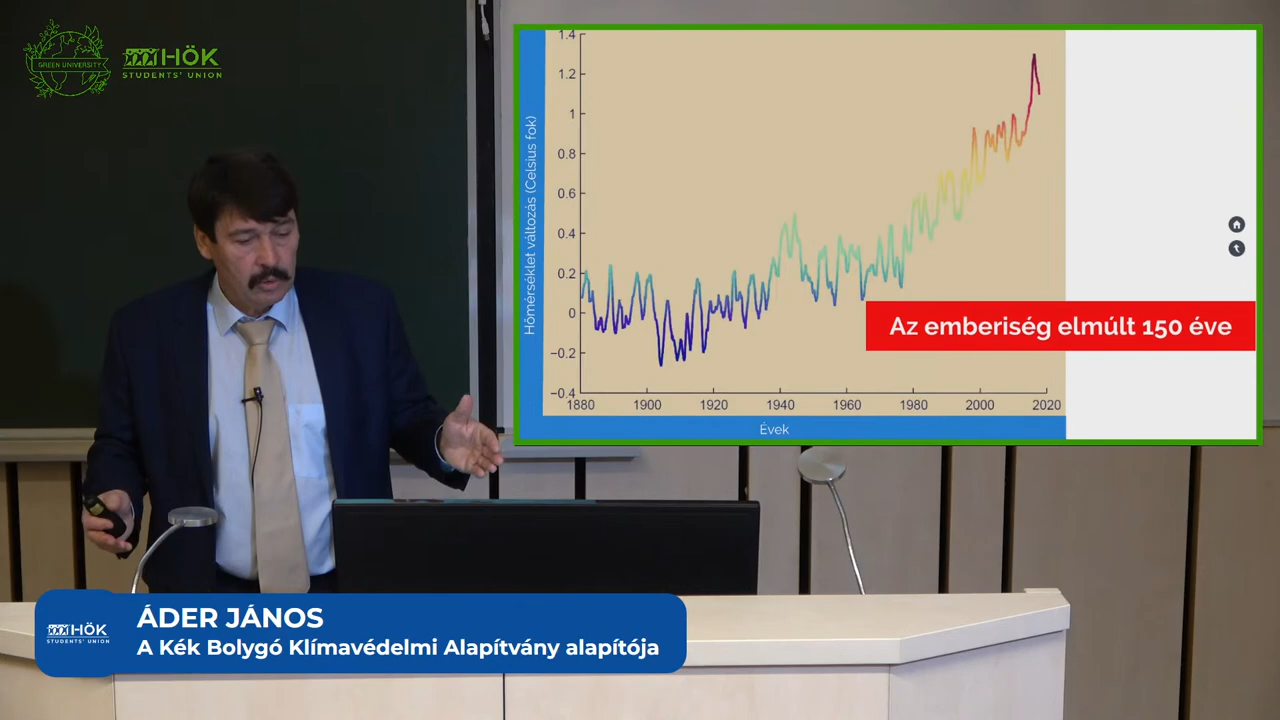 GREEN UNIVERSITY
HÖK
STUDENTS' UNION
Hőmérséklet változás (Celsius fok)
1.4
1.2
1
0.8
0.6
0.4
0.2
0
−0.2
−0.4
1880 1900 1920 1940 1960 1980 2000 2020
Évek
Az emberiség elmúlt 150 éve
HÖK
STUDENTS' UNION
ÁDER JÁNOS
A Kék Bolygó Klímavédelmi Alapítvány alapítója